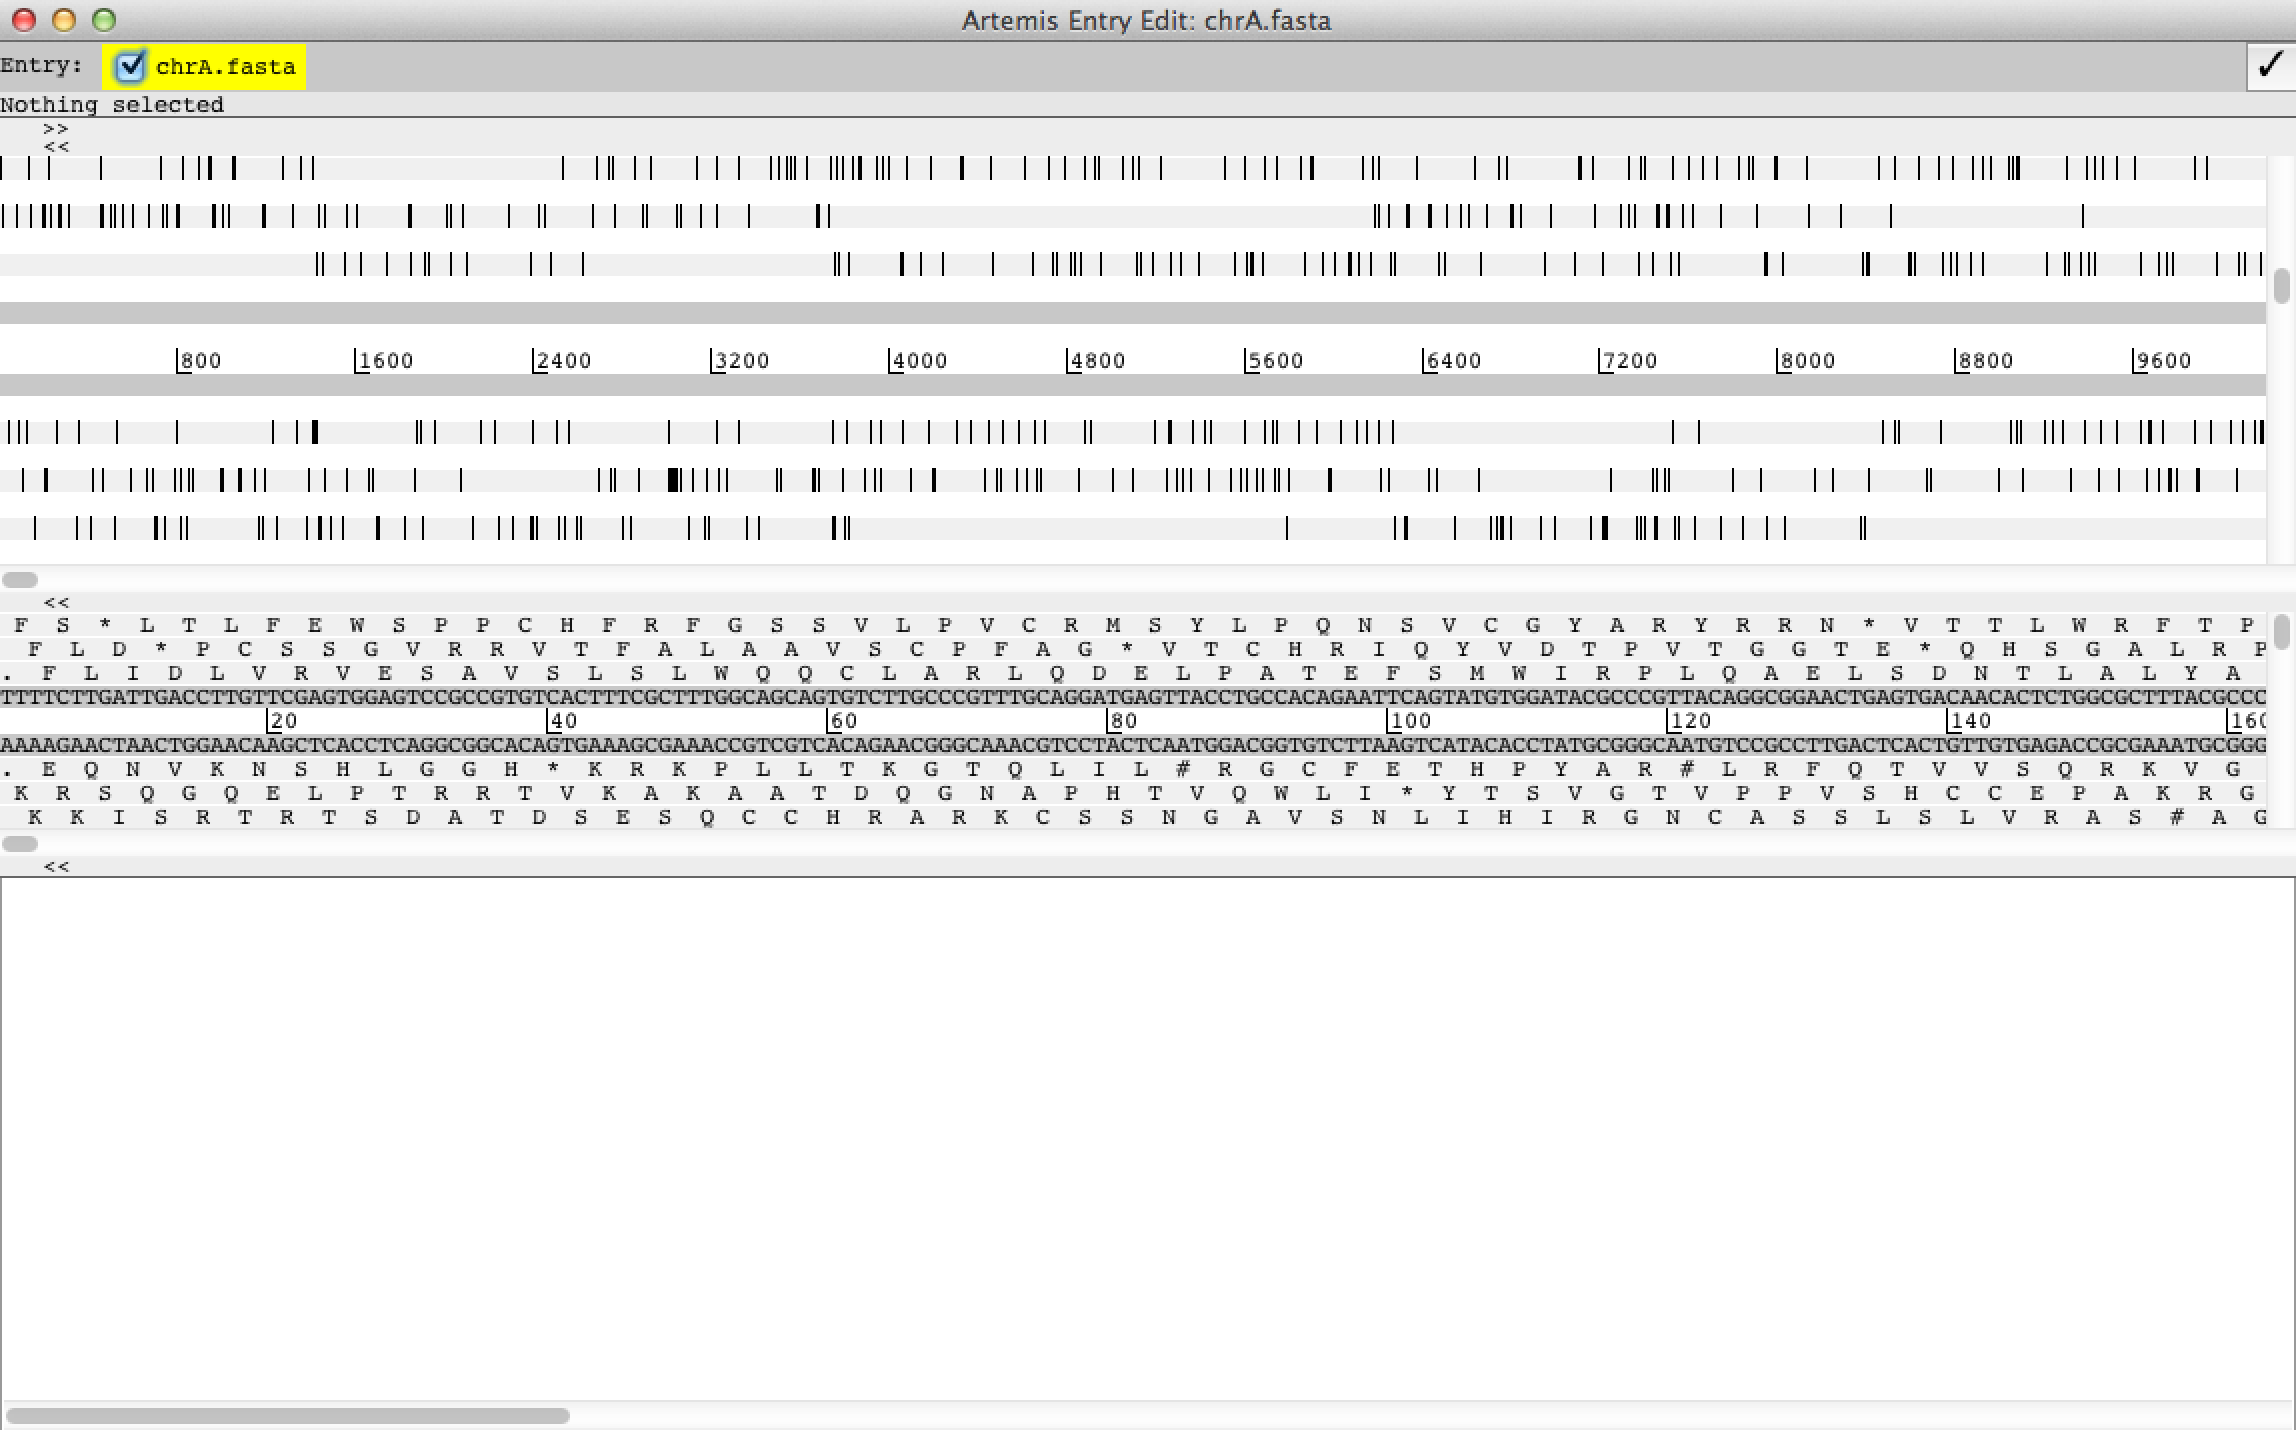 Artemis Entry Edit: chrA.fasta
Entry: chrA.fasta
Nothing selected
>>
<<
800 1600 2400 3200 4000 4800 5600 6400 7200 8000 8800 9600
<<
F S * L T L F E W S P P C H F R F G S S V L P V C R M S Y L P Q N S V C G Y A R Y R R N * V T T L W R F T P
F L D * P C S S G V R R V T F A L A A V S C P F A G * V T C H R I Q Y V D T P V T G G T E * Q H S G A L R P
. F L I D L V R V E S A V S L S L W Q Q C L A R L Q D E L P A T E F S M W I R P L Q A E L S D N T L A L Y A
TTTTCTTGATTGACCTTGTTCGAGTGGAGTCCGCCGTGTCACTTTCGCTTTGGCAGCAGTGTCTTGCCCGTTTGCAGGATGAGTTACCTGCCACAGAATTCAGTATGTGGATACGCCCGTTACAGGCGGAACTGAGTGACAACACTCTGGCGCTTTACGCCC
20 40 60 80 100 120 140 160
AAAAGAACTAACTGGAACAAGCTCACCTCAGGCGGCACAGTGAAAGCGAAACCGTCGTCACAGAACGGGCAAACGTCCTACTCAATGGACGGTGTCTTAAGTCATACACCTATGCGGGCAATGTCCGCCTTGACTCACTGTTGTGAGACCGCGAAATGCGGG
. E Q N V K N S H L G G H * K R K P L L T K G T Q L I L # R G C F E T H P Y A R # L R F Q T V V S Q R K V G
K R S Q G Q E L P T R R T V K A K A A T D Q G N A P H T V Q W L I * Y T S V G T V P P V S H C C E P A K R G
K K I S R T R T S D A T D S E S Q C C H R A R K C S S N G A V S N L I H I R G N C A S S L S L V R A S # A G
<<